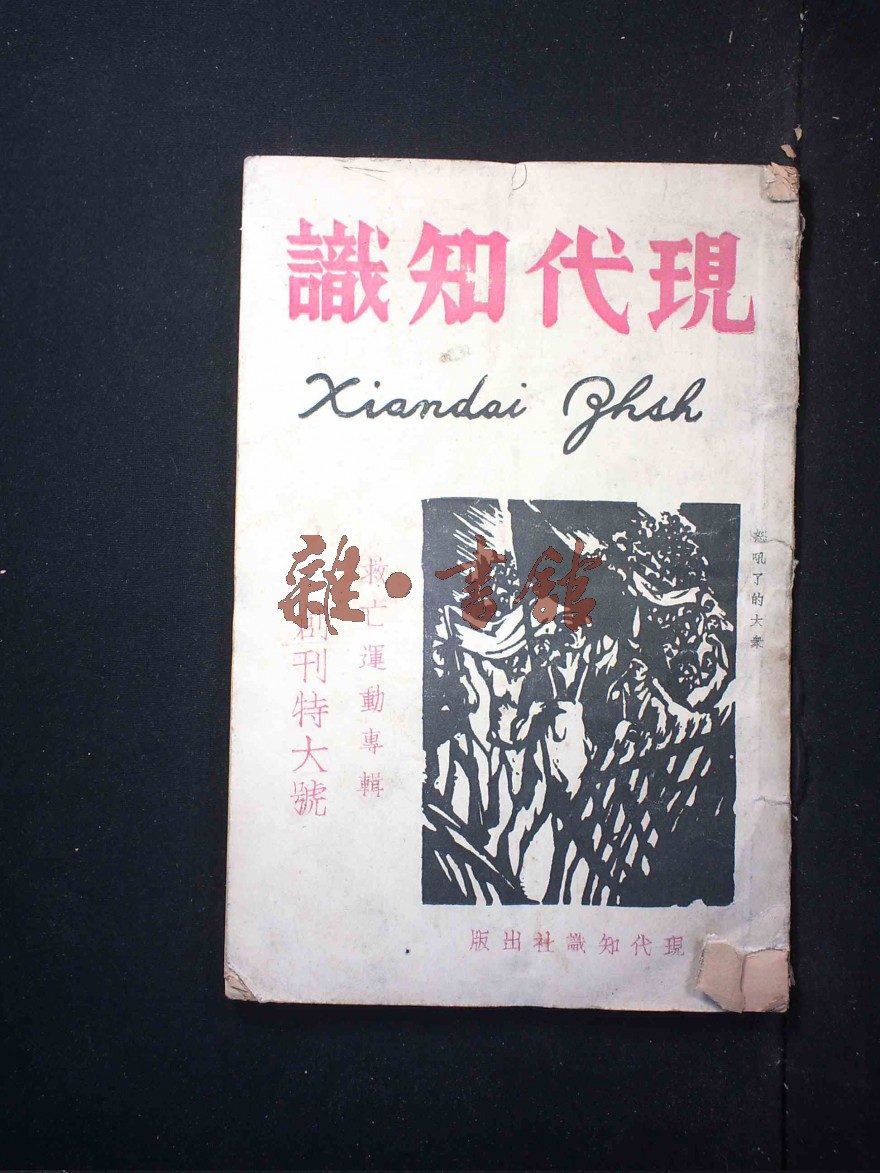 現代知識
Xiandai Zhsh
怒吼了的大衆
救亡運動專輯
創刊特大號
雜·書館
現代知識社出版